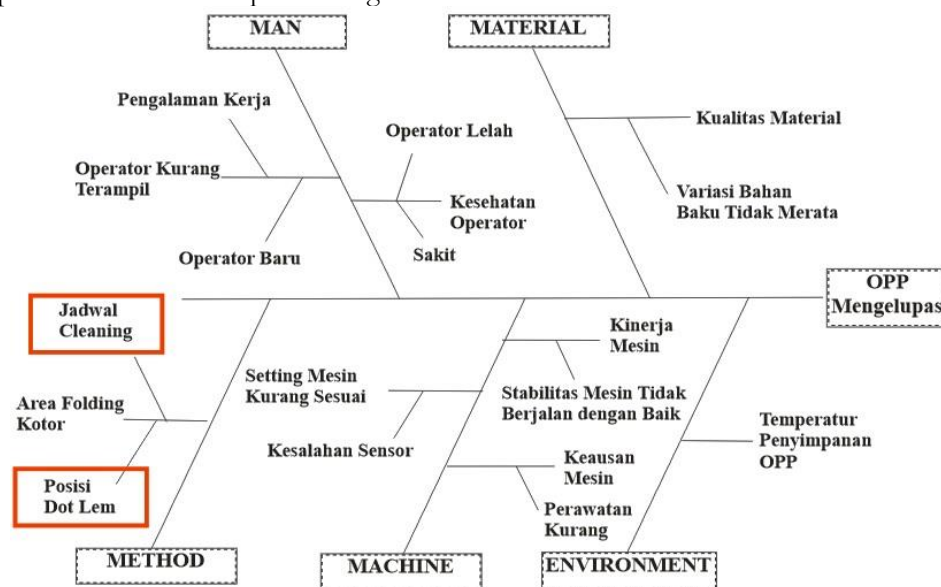 MAN
MATERIAL
Pengalaman Kerja
Operator Lelah
Kualitas Material
Operator Kurang
Terampil
Kesehatan
Operator
Variasi Bahan
Baku Tidak Merata
Operator Baru
Sakit
OPP
Mengelupas
Jadwal
Cleaning
Kinerja
Mesin
Setting Mesin
Kurang Sesuai
Stabilitas Mesin Tidak
Berjalan dengan Baik
Area Folding
Kotor
Temperatur
Penyimpanan
OPP
Kesalahan Sensor
Keausan
Mesin
Posisi
Dot Lem
Perawatan
Kurang
METHOD
MACHINE
ENVIRONMENT